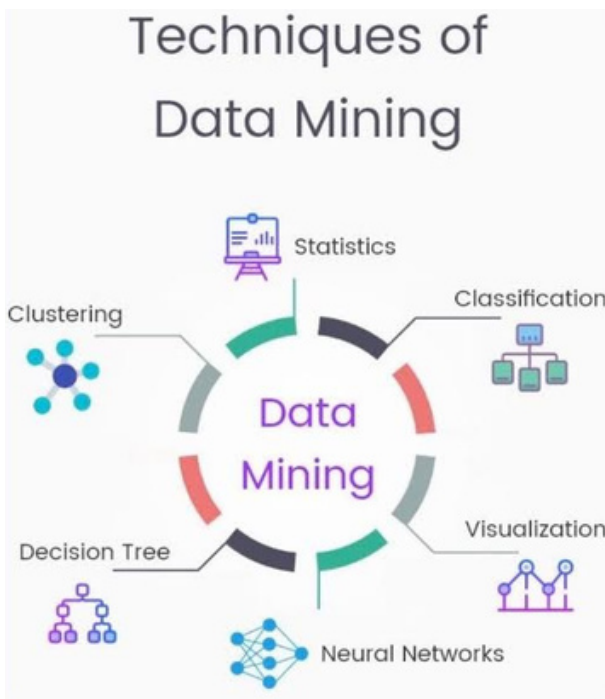 Techniques of
Data Mining
Statistics
Classification
Clustering
Data
Mining
Visualization
Decision Tree
Neural Networks